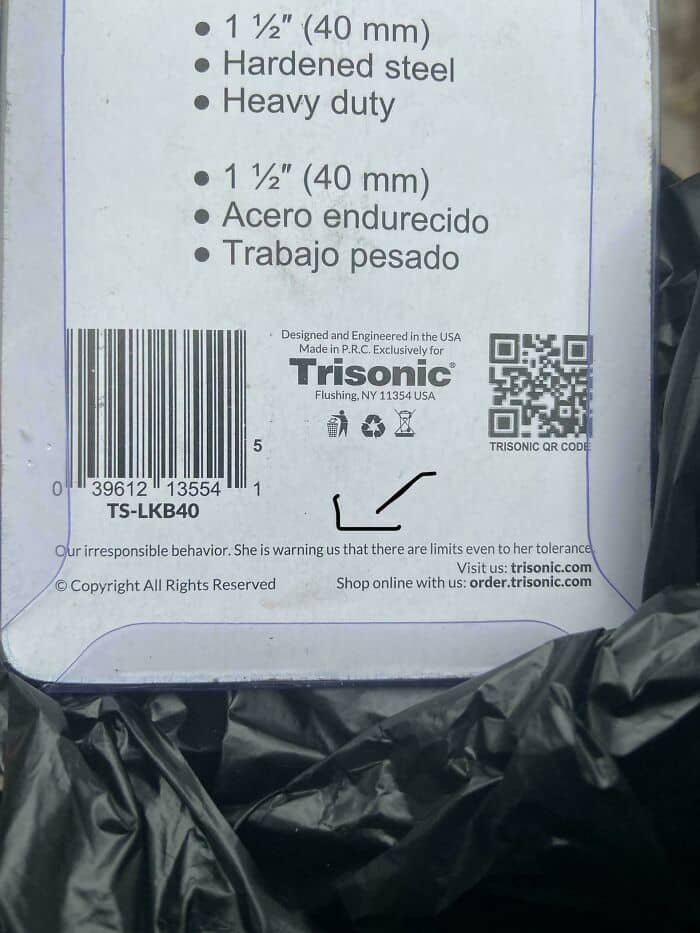 • 1 ½" (40 mm)
• Hardened steel
• Heavy duty
• 1 ½" (40 mm)
• Acero endurecido
• Trabajo pesado
Designed and Engineered in the USA
Made in P.R.C. Exclusively for
Trisonic®
Flushing, NY 11354 USA
TRISONIC QR CODE
5
0 39612 13554 1
TS-LKB40
Our irresponsible behavior. She is warning us that there are limits even to her tolerance.
Visit us: trisonic.com
© Copyright All Rights Reserved
Shop online with us: order.trisonic.com